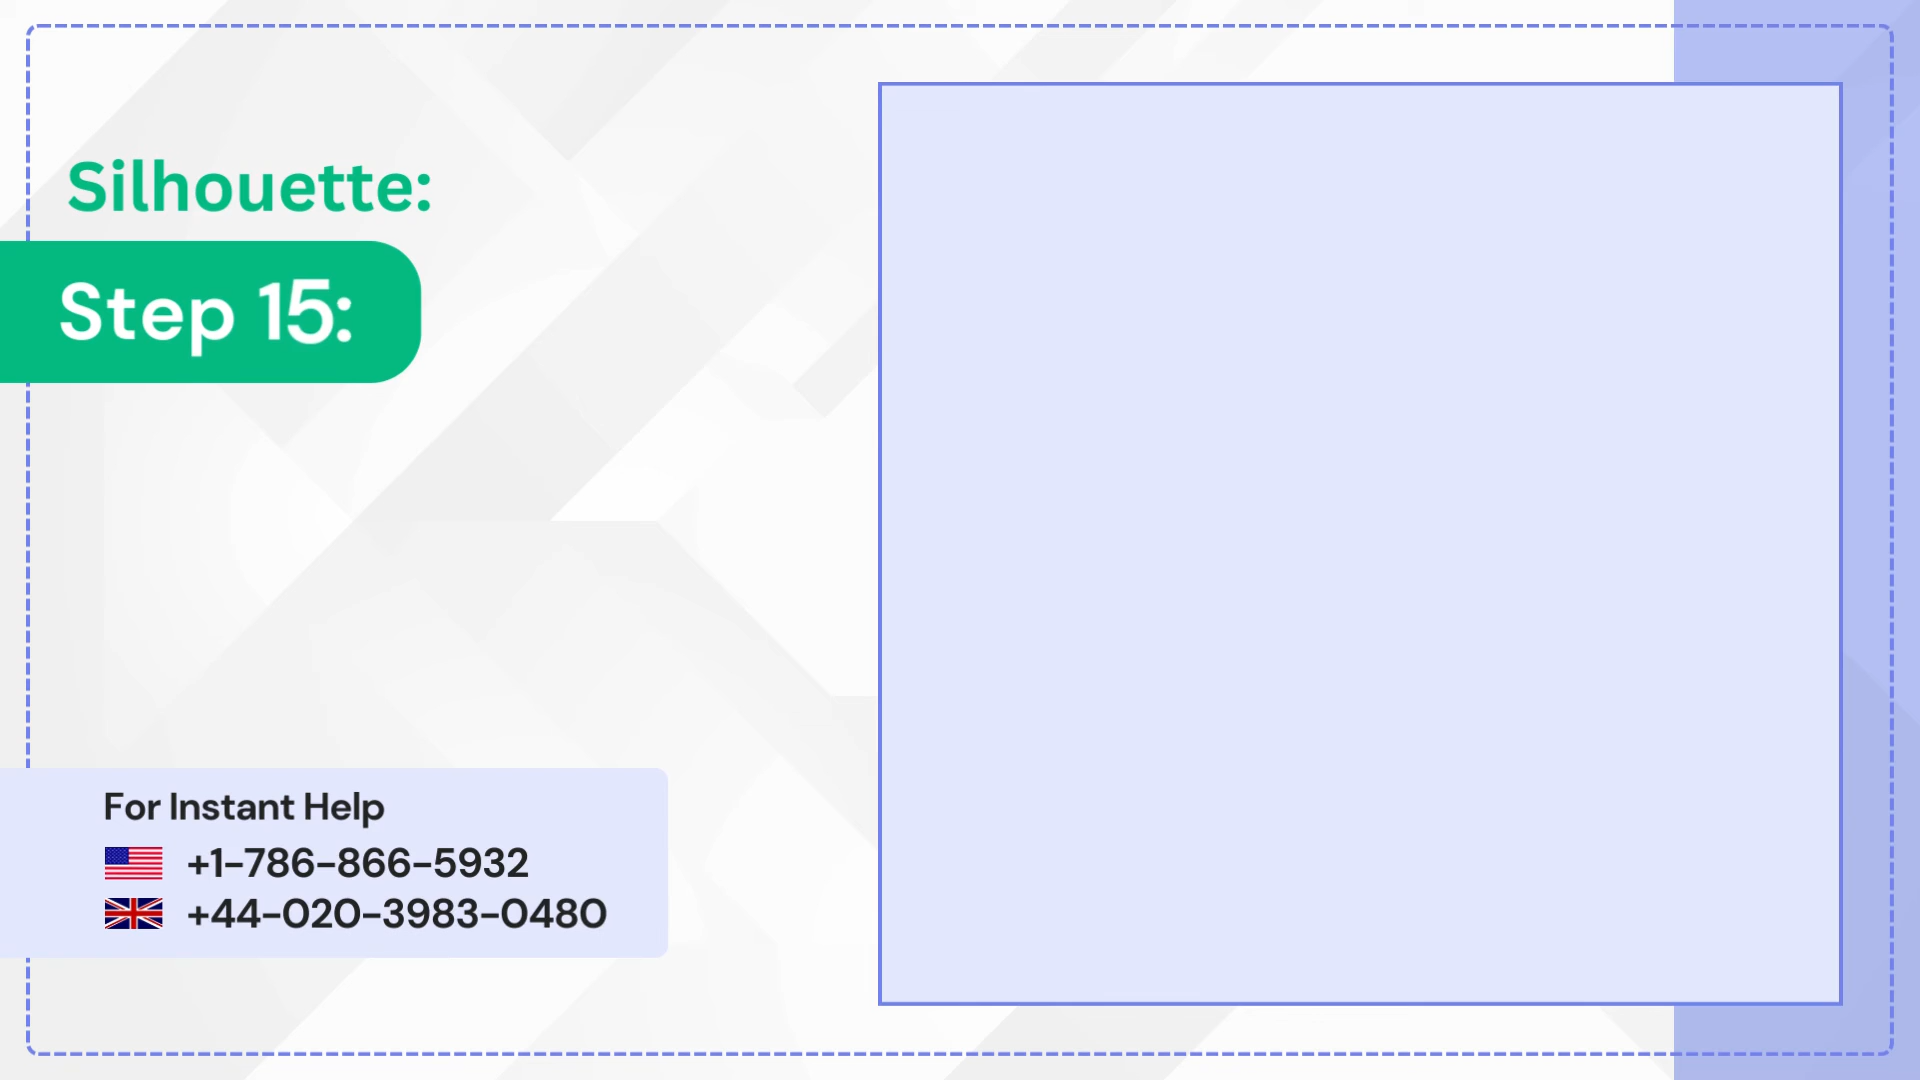 Silhouette:
Step 15:
For Instant Help
+1-786-866-5932
+44-020-3983-0480